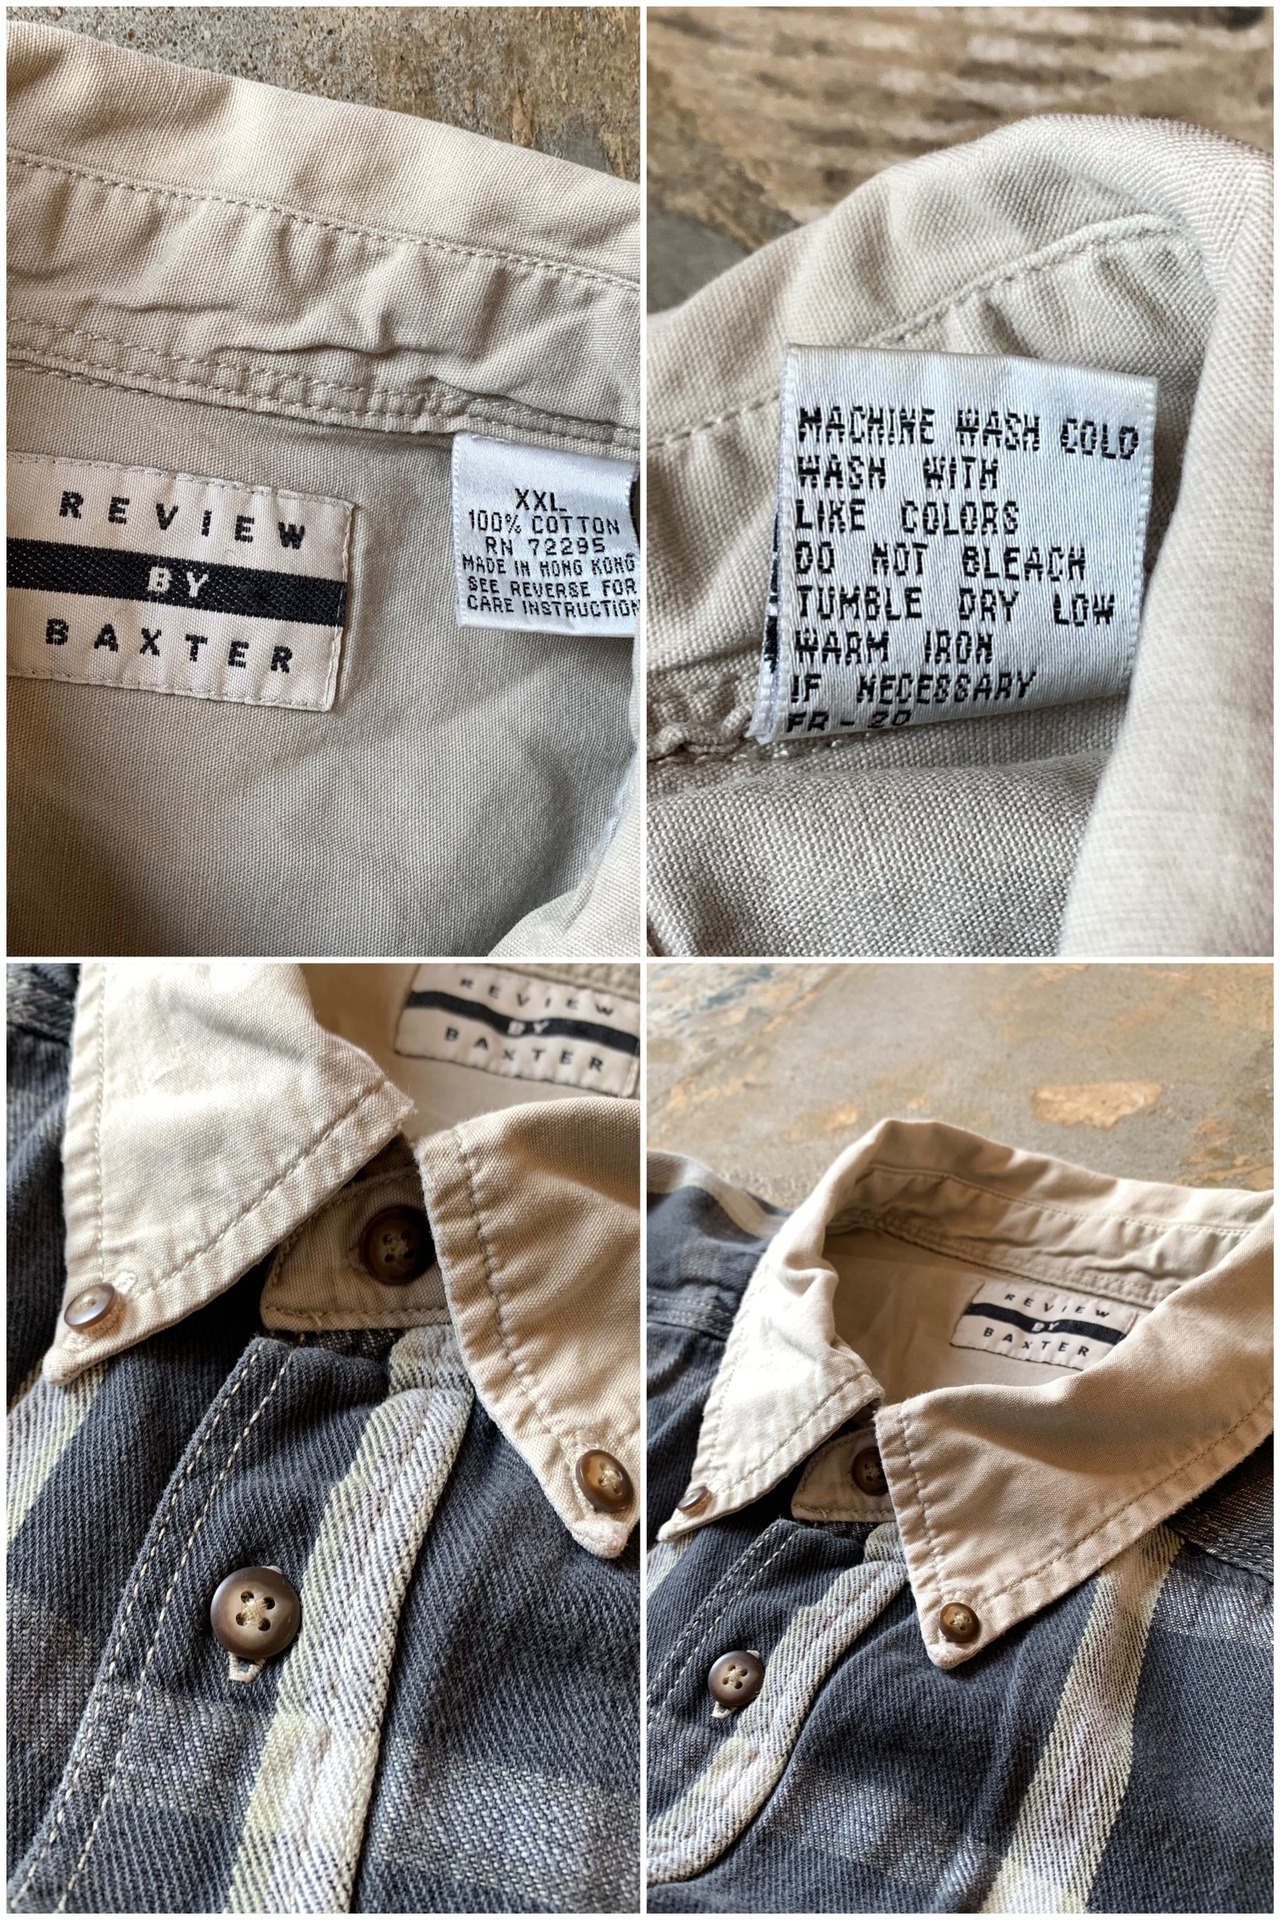 REVIEW
BY
BAXTER
XXL
100% COTTON
RN 72295
MADE IN HONG KONG
SEE REVERSE FOR
CARE INSTRUCTION
MACHINE WASH COLD
WASH WITH
LIKE COLORS
DO NOT BLEACH
TUMBLE DRY LOW
WARM IRON
IF NECESSARY
FR-20
REVIEW
BY
BAXTER
REVIEW
BY
BAXTER